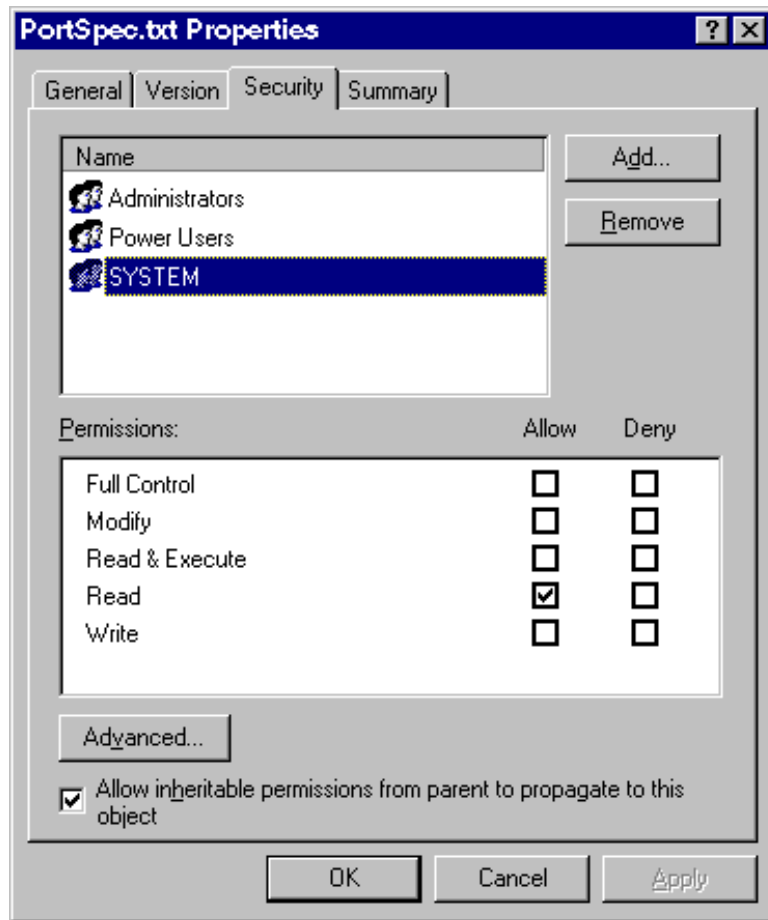 PortSpec.txt Properties
General Version Security Summary
Name
Add...
Administrators
Remove
Power Users
SYSTEM
Permissions: Allow Deny
Full Control
Modify
Read & Execute
Read
Write
Advanced...
Allow inheritable permissions from parent to propagate to this
object
OK Cancel Apply